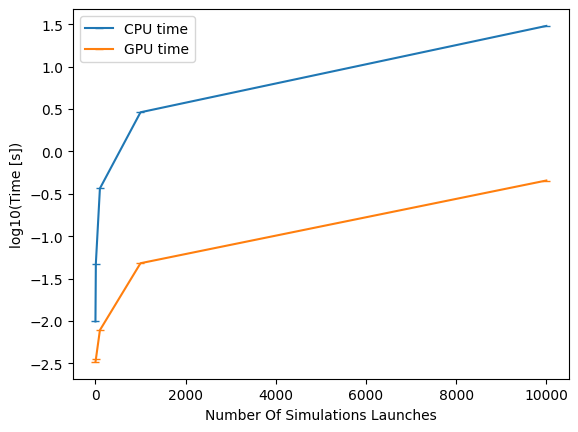 CPU time
GPU time
1.5
1.0
0.5
0.0
−0.5
−1.0
−1.5
−2.0
−2.5
log10(Time [s])
0 2000 4000 6000 8000 10000
Number Of Simulations Launches